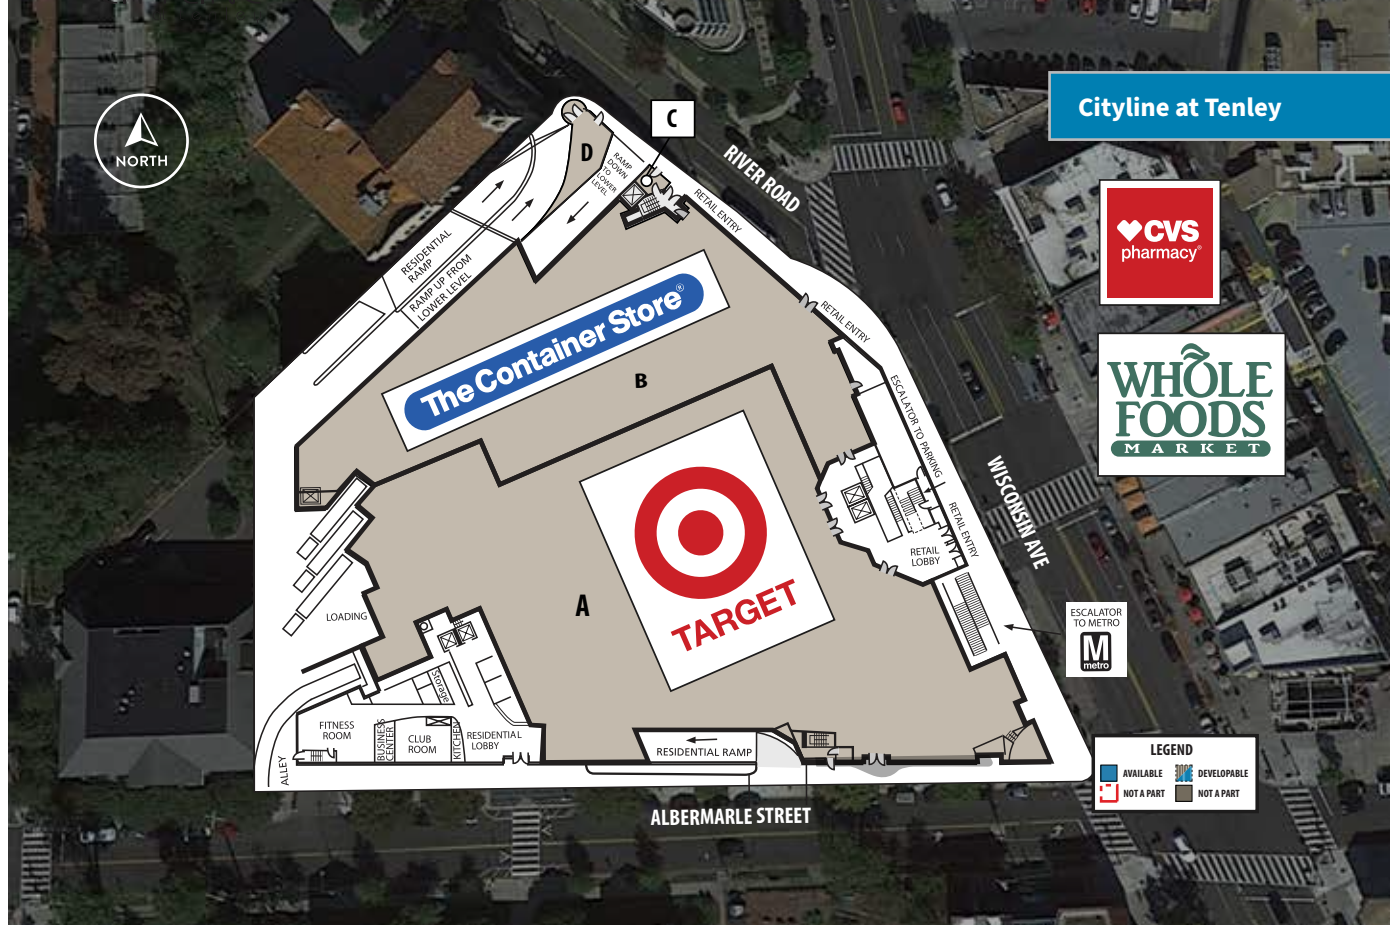 Cityline at Tenley
NORTH
C
D
RAMP
DOWN
TO
LOWER
LEVEL
RIVER ROAD
RETAIL ENTRY
CVS
pharmacy®
RESIDENTIAL
RAMP
RAMP UP FROM
LOWER LEVEL
The Container Store®
RETAIL ENTRY
B
WHOLE
FOODS
MARKET
ESCALATOR TO PARKING
WISCONSIN AVE
RETAIL ENTRY
RETAIL
LOBBY
TARGET
A
LOADING
ESCALATOR
TO METRO
M
metro
Storage
FITNESS
ROOM
BUSINESS
CENTER
CLUB
ROOM
KITCHEN
RESIDENTIAL
LOBBY
RESIDENTIAL RAMP
ALLEY
ALBERMARLE STREET
LEGEND
AVAILABLE
DEVELOPABLE
NOT A PART
NOT A PART